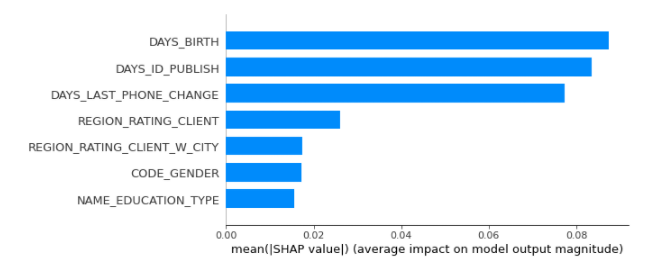 DAYS_BIRTH
DAYS_ID_PUBLISH
DAYS_LAST_PHONE_CHANGE
REGION_RATING_CLIENT
REGION_RATING_CLIENT_W_CITY
CODE_GENDER
NAME_EDUCATION_TYPE
0.00 0.02 0.04 0.06 0.08
mean(|SHAP value|) (average impact on model output magnitude)